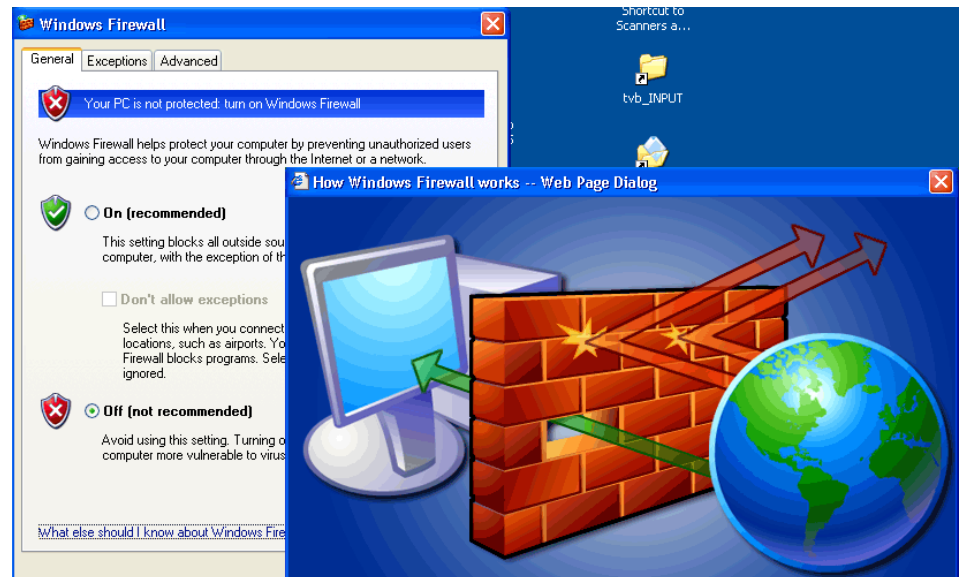 Windows Firewall
General
Exceptions
Advanced
Your PC is not protected: turn on Windows Firewall
Windows Firewall helps protect your computer by preventing unauthorized users
from gaining access to your computer through the Internet or a network.
On (recommended)
This setting blocks all outside sou
computer, with the exception of th
Don't allow exceptions
Select this when you connect
locations, such as airports. Yo
Firewall blocks programs. Sele
ignored.
Off (not recommended)
Avoid using this setting. Turning o
computer more vulnerable to virus
What else should I know about Windows Fire
Shortcut to
Scanners a...
tvb_INPUT
How Windows Firewall works -- Web Page Dialog